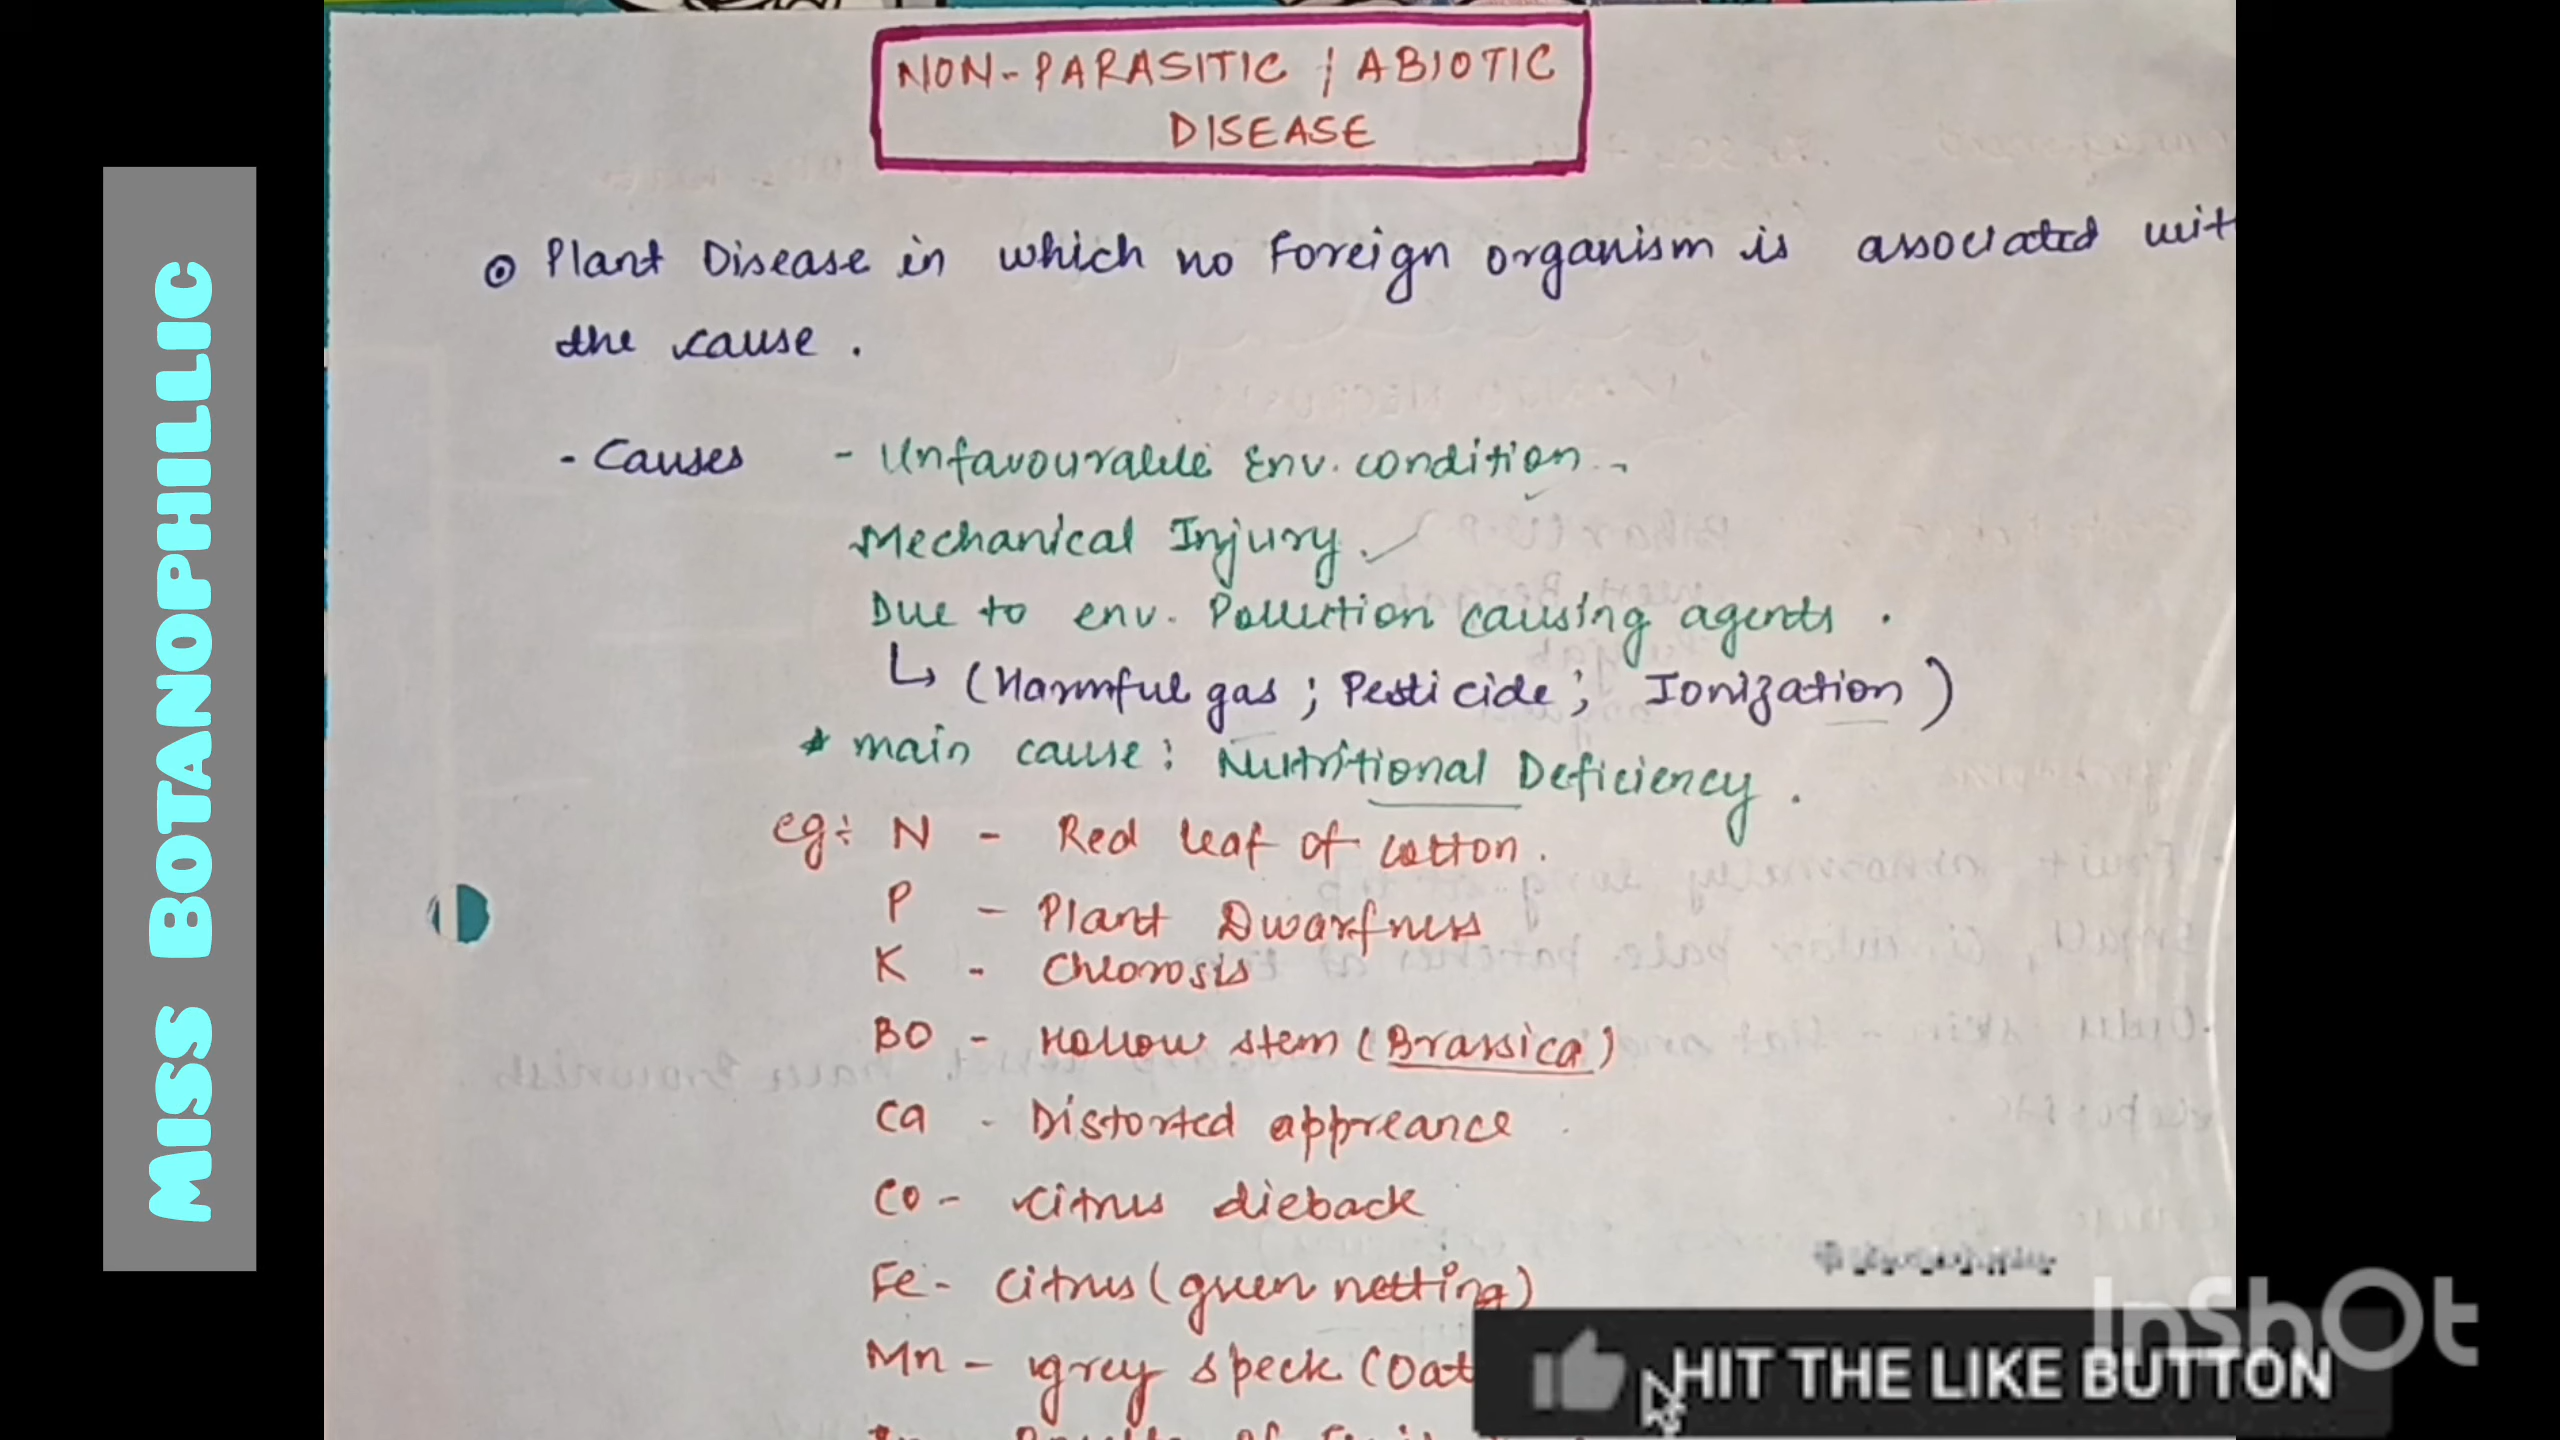 NON-PARASITIC / ABIOTIC
DISEASE
⊙ Plant Disease in which no Foreign organism is associated wit
the cause .
- Causes - Unfavourable Env. condition -
Mechanical Injury.
Due to env. Pollution causing agents .
↳ (Harmful gas ; Pesticide ; Ionization )
* main cause : Nutritional Deficiency .
eg: N - Red leaf of cotton .
P - Plant Dwarfness
K - Chlorosis
BO - Hollow stem (Brassica)
Ca - Distorted apprearance
CO - Citrus dieback
Fe - Citrus (green netting)
Mn - grey speck (Oat
MISS BOTANOPHILLIC
InShOt
HIT THE LIKE BUTTON